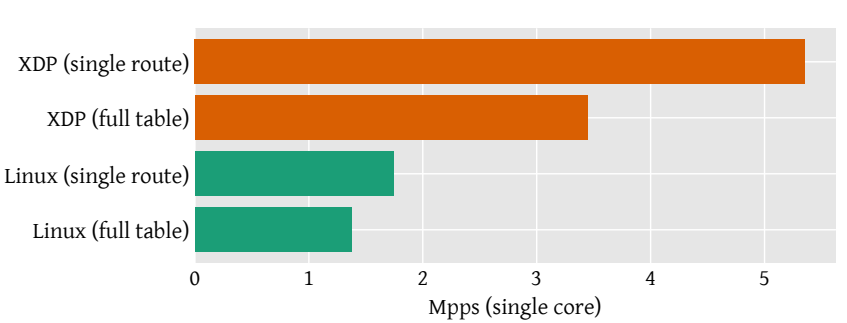 XDP (single route)
XDP (full table)
Linux (single route)
Linux (full table)
0 1 2 3 4 5
Mpps (single core)